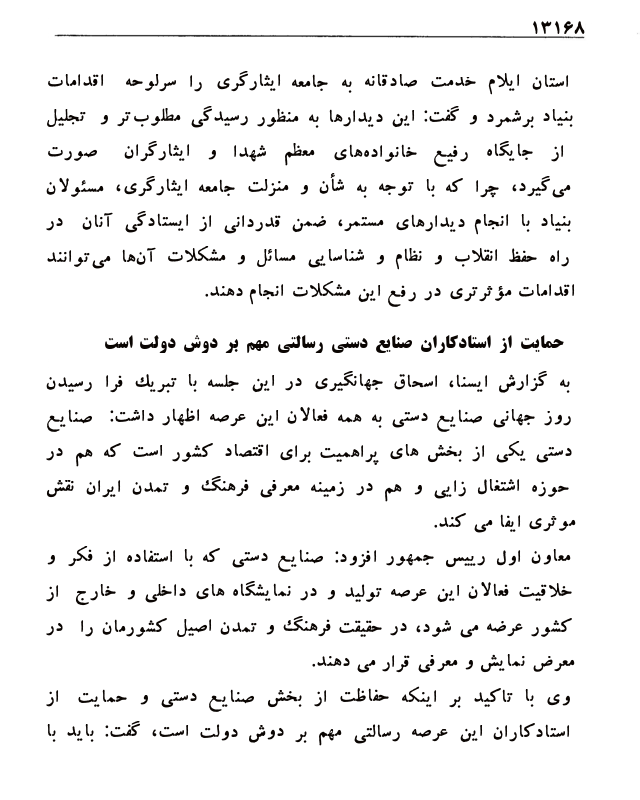 ۱۳۱۶۸
استان ایلام خدمت صادقانه به جامعه ایثارگری را سرلوحه اقدامات
بنیاد برشمرد و گفت: این دیدارها به منظور رسیدگی مطلوب‌تر و تجلیل
از جایگاه رفیع خانواده‌های معظم شهدا و ایثارگران صورت
می‌گیرد، چرا که با توجه به شأن و منزلت جامعه ایثارگری، مسئولان
بنیاد با انجام دیدارهای مستمر، ضمن قدردانی از ایستادگی آنان در
راه حفظ انقلاب و نظام و شناسایی مسائل و مشکلات آن‌ها می‌توانند
اقدامات مؤثرتری در رفع این مشکلات انجام دهند.
حمایت از استادکاران صنایع دستی رسالتی مهم بر دوش دولت است
به گزارش ایسنا، اسحاق جهانگیری در این جلسه با تبریک فرا رسیدن
روز جهانی صنایع دستی به همه فعالان این عرصه اظهار داشت: صنایع
دستی یکی از بخش های پراهمیت برای اقتصاد کشور است که هم در
حوزه اشتغال زایی و هم در زمینه معرفی فرهنگ و تمدن ایران نقش
موثری ایفا می کند.
معاون اول رییس جمهور افزود: صنایع دستی که با استفاده از فکر و
خلاقیت فعالان این عرصه تولید و در نمایشگاه های داخلی و خارج از
کشور عرضه می شود، در حقیقت فرهنگ و تمدن اصیل کشورمان را در
معرض نمایش و معرفی قرار می دهند.
وی با تاکید بر اینکه حفاظت از بخش صنایع دستی و حمایت از
استادکاران این عرصه رسالتی مهم بر دوش دولت است، گفت: باید با